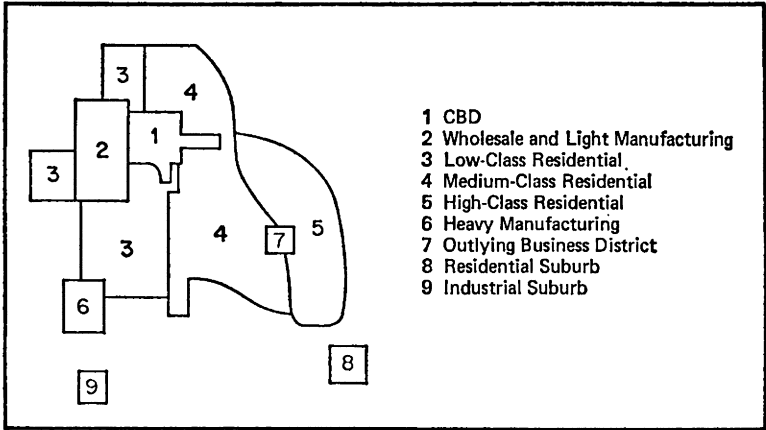 3
4
1
2
3
5
3
4
7
6
8
9
1 CBD
2 Wholesale and Light Manufacturing
3 Low-Class Residential
4 Medium-Class Residential
5 High-Class Residential
6 Heavy Manufacturing
7 Outlying Business District
8 Residential Suburb
9 Industrial Suburb